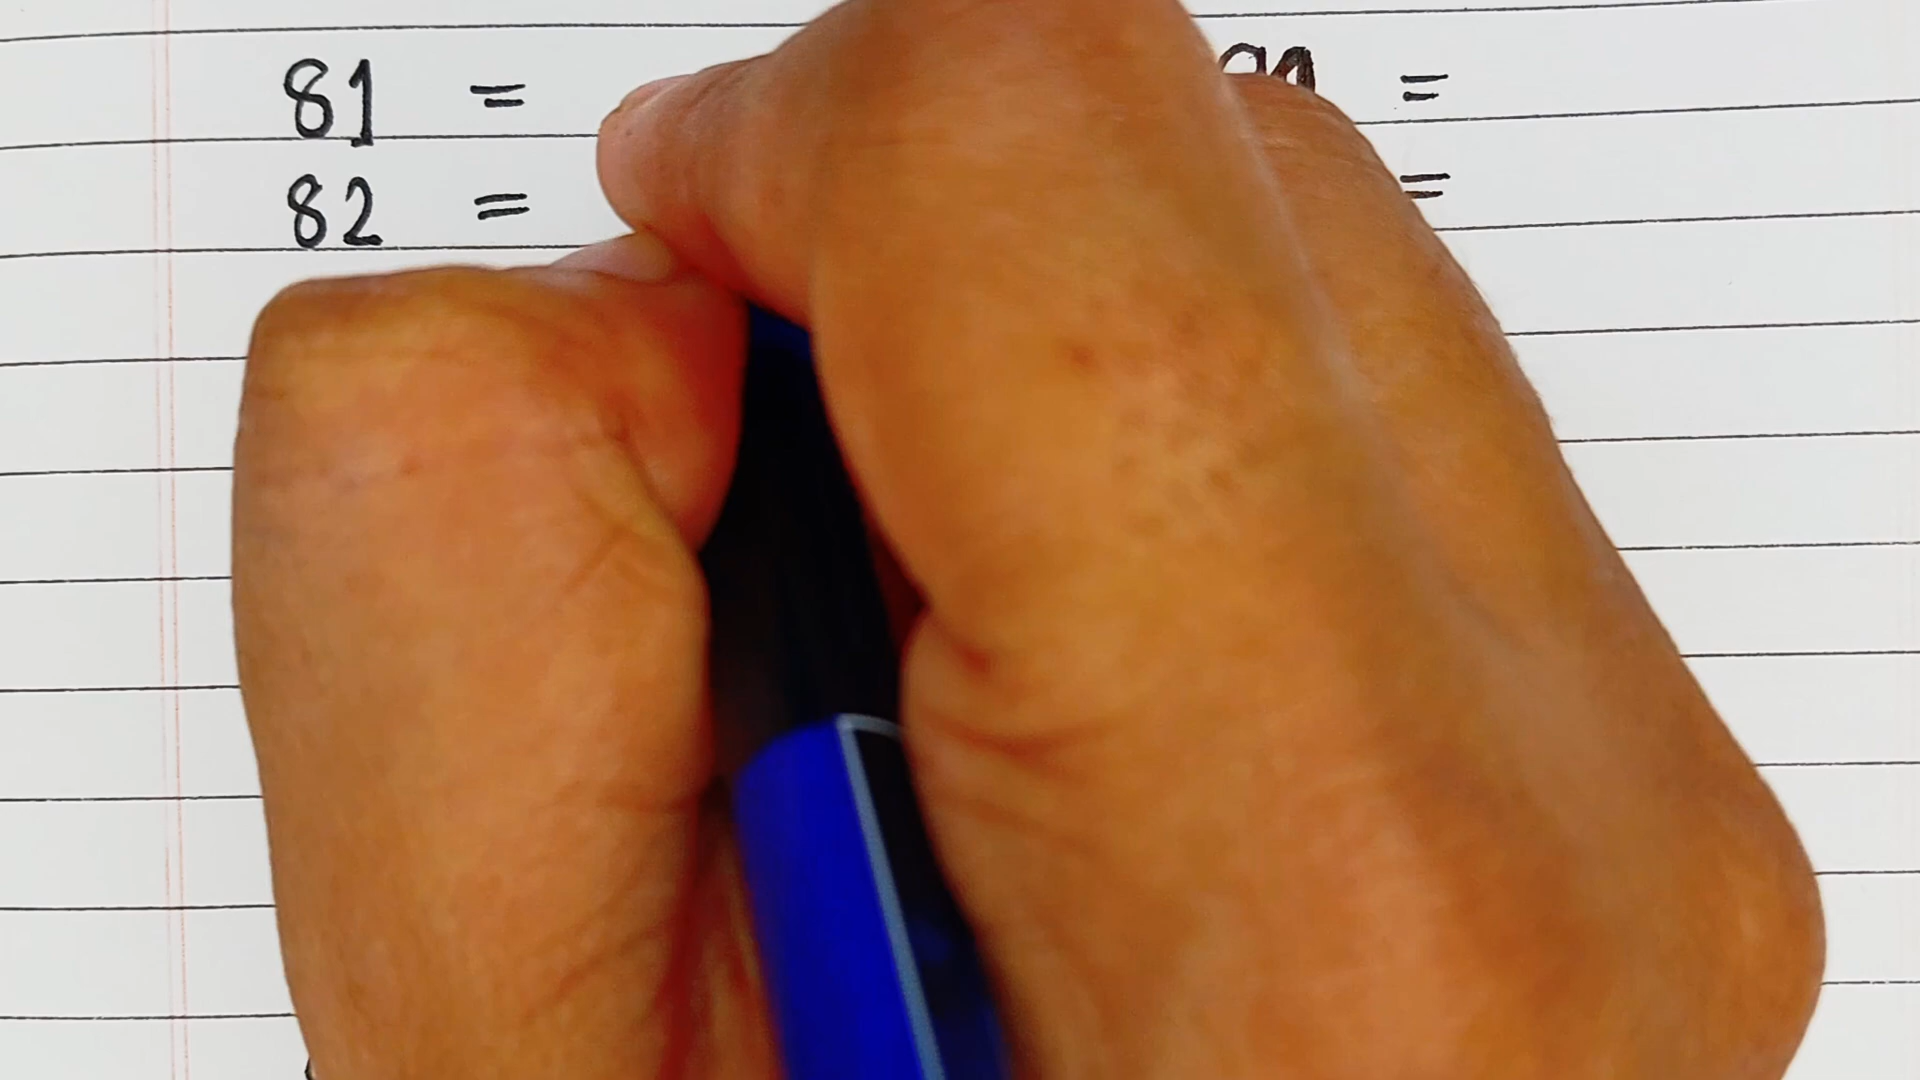 81 = =
82 = =